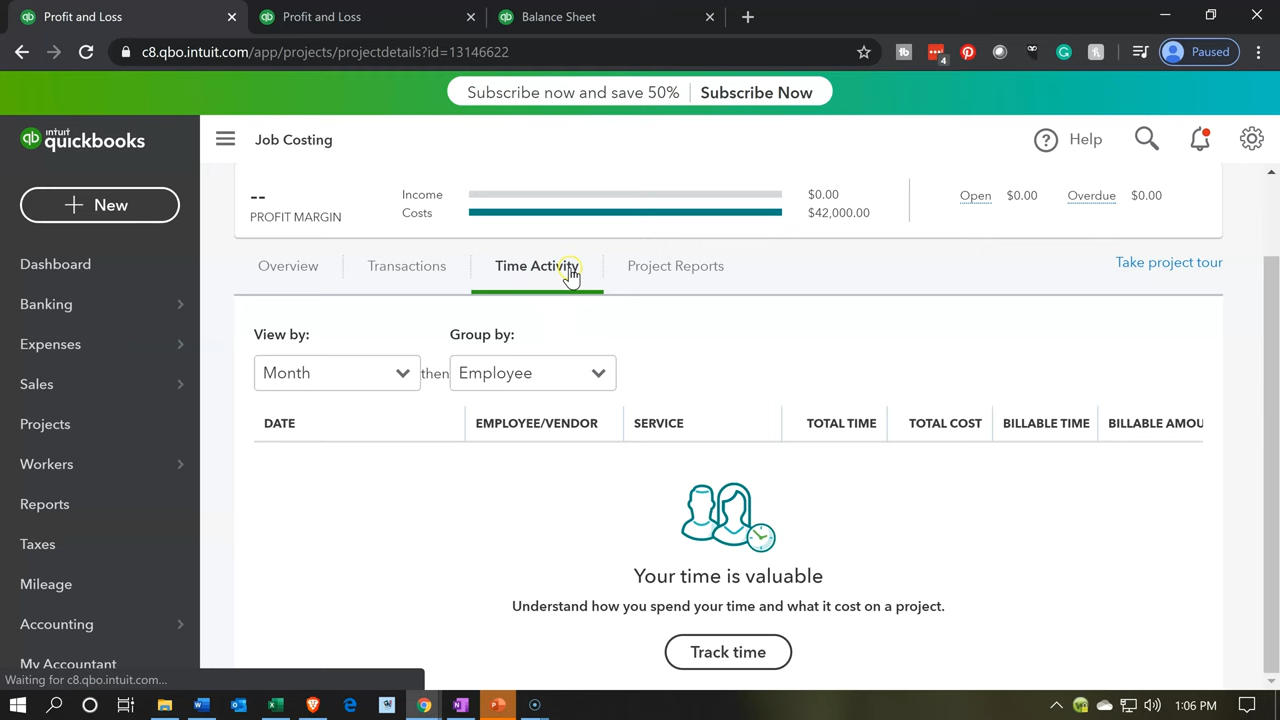 Profit and Loss
Profit and Loss
Balance Sheet
c8.qbo.intuit.com/app/projects/projectdetails?id=13146622
4
Paused
Subscribe now and save 50% Subscribe Now
intuit
quickbooks
Job Costing
Help
New
Dashboard
Banking
Expenses
Sales
Projects
Workers
Reports
Taxes
Mileage
Accounting
My Accountant
--
PROFIT MARGIN
Income $0.00
Costs $42,000.00
Open $0.00 Overdue $0.00
Overview Transactions Time Activity Project Reports
Take project tour
View by: Group by:
Month then Employee
DATE EMPLOYEE/VENDOR SERVICE TOTAL TIME TOTAL COST BILLABLE TIME BILLABLE AMOU
Your time is valuable
Understand how you spend your time and what it cost on a project.
Track time
Waiting for c8.qbo.intuit.com...
1:06 PM